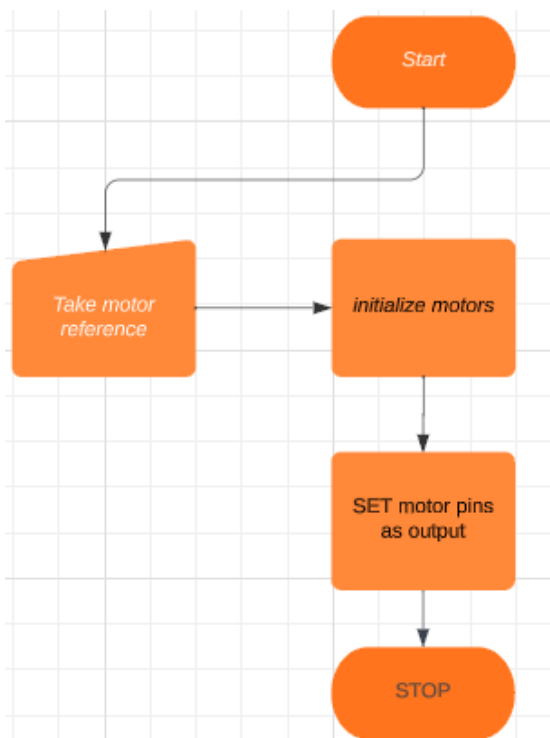 Start
Take motor
reference
initialize motors
SET motor pins
as output
STOP